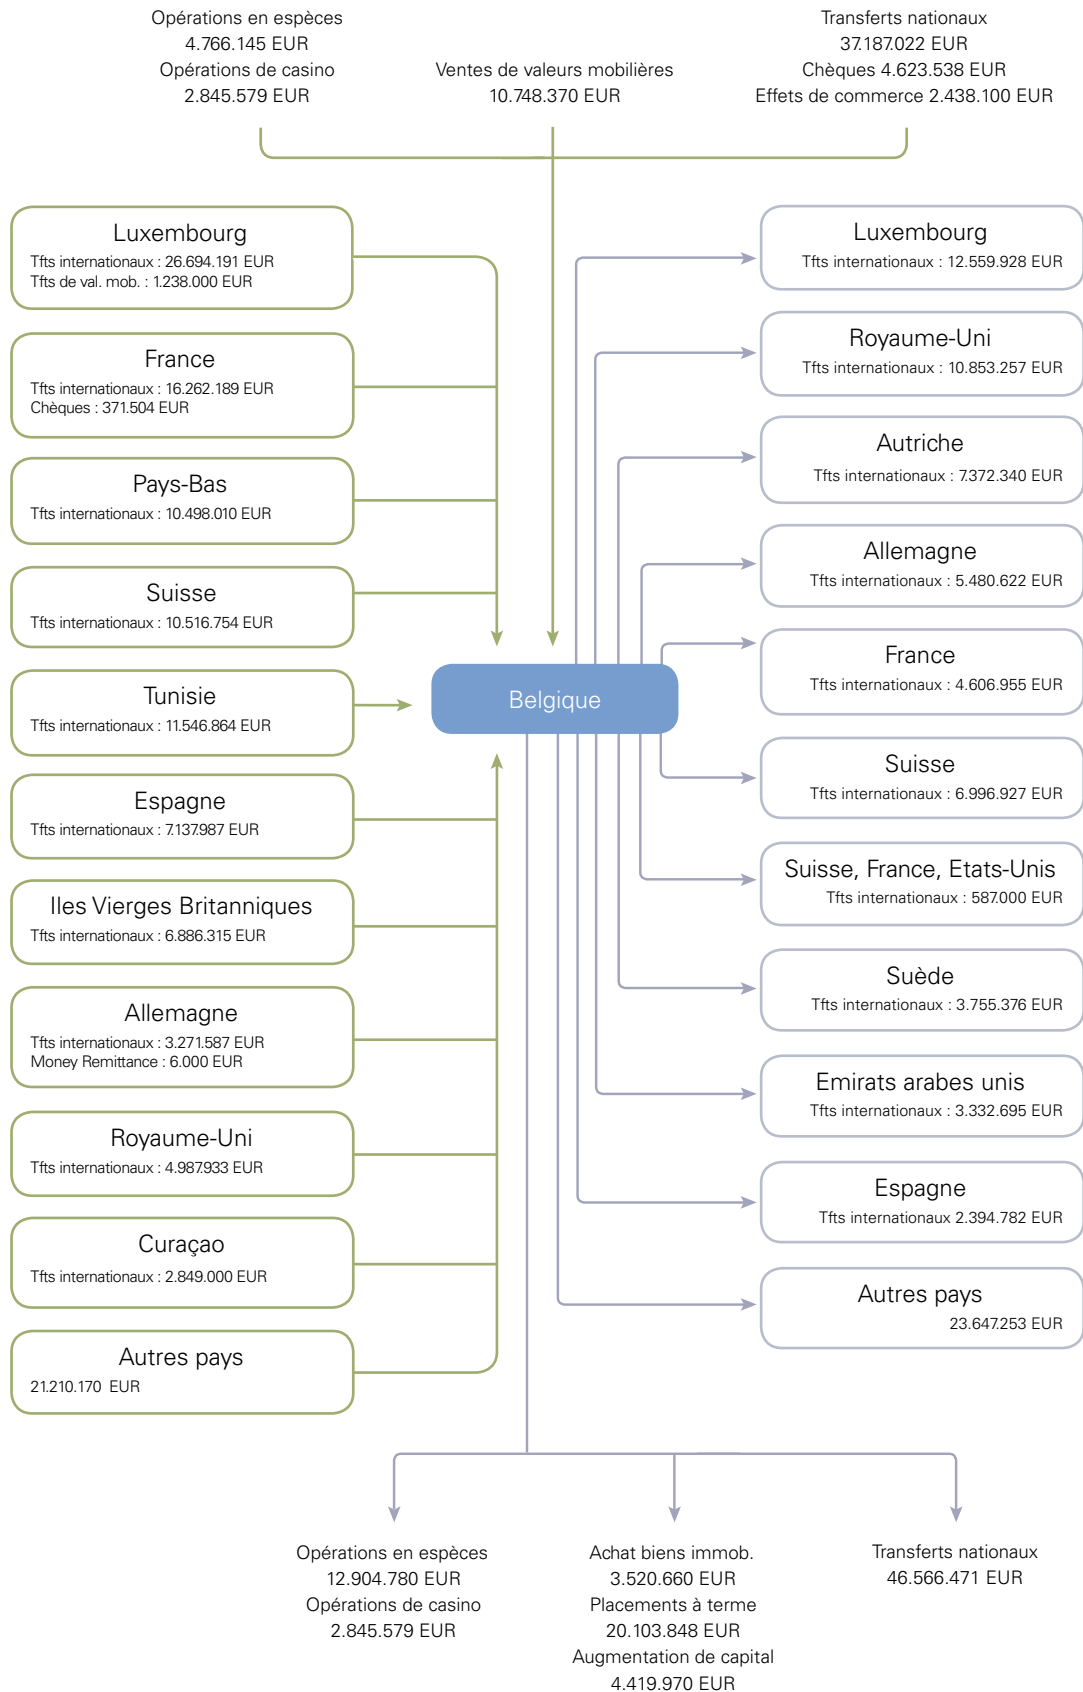 Opérations en espèces
4.766.145 EUR
Opérations de casino
2.845.579 EUR
Ventes de valeurs mobilières
10.748.370 EUR
Transferts nationaux
37.187.022 EUR
Chèques 4.623.538 EUR
Effets de commerce 2.438.100 EUR
Luxembourg
Tfts internationaux : 26.694.191 EUR
Tfts de val. mob. : 1.238.000 EUR
France
Tfts internationaux : 16.262.189 EUR
Chèques : 371.504 EUR
Pays-Bas
Tfts internationaux : 10.498.010 EUR
Suisse
Tfts internationaux : 10.516.754 EUR
Tunisie
Tfts internationaux : 11.546.864 EUR
Espagne
Tfts internationaux : 7.137.987 EUR
Iles Vierges Britanniques
Tfts internationaux : 6.886.315 EUR
Allemagne
Tfts internationaux : 3.271.587 EUR
Money Remittance : 6.000 EUR
Royaume-Uni
Tfts internationaux : 4.987.933 EUR
Curaçao
Tfts internationaux : 2.849.000 EUR
Autres pays
21.210.170 EUR
Belgique
Luxembourg
Tfts internationaux : 12.559.928 EUR
Royaume-Uni
Tfts internationaux : 10.853.257 EUR
Autriche
Tfts internationaux : 7.372.340 EUR
Allemagne
Tfts internationaux : 5.480.622 EUR
France
Tfts internationaux : 4.606.955 EUR
Suisse
Tfts internationaux : 6.996.927 EUR
Suisse, France, Etats-Unis
Tfts internationaux : 587.000 EUR
Suède
Tfts internationaux : 3.755.376 EUR
Emirats arabes unis
Tfts internationaux : 3.332.695 EUR
Espagne
Tfts internationaux 2.394.782 EUR
Autres pays
23.647.253 EUR
Opérations en espèces
12.904.780 EUR
Opérations de casino
2.845.579 EUR
Achat biens immob.
3.520.660 EUR
Placements à terme
20.103.848 EUR
Augmentation de capital
4.419.970 EUR
Transferts nationaux
46.566.471 EUR